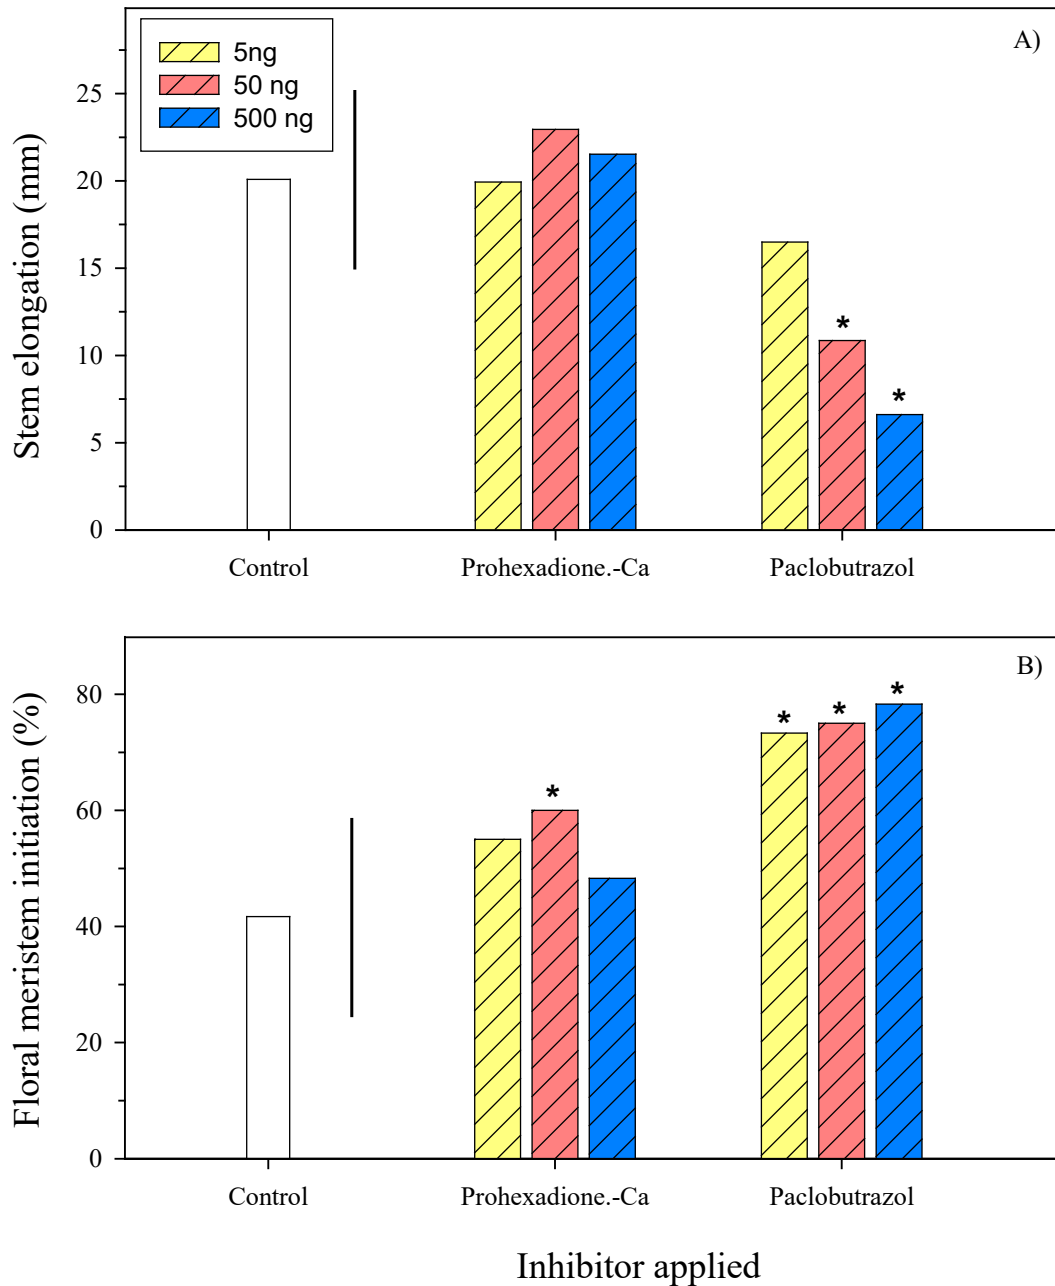 A)
5ng
50 ng
500 ng
Stem elongation (mm)
25
20
15
10
5
0
*
*
Control Prohexadione.-Ca Paclobutrazol
B)
Floral meristem initiation (%)
80
60
40
20
0
*
*
*
*
Control Prohexadione.-Ca Paclobutrazol
Inhibitor applied